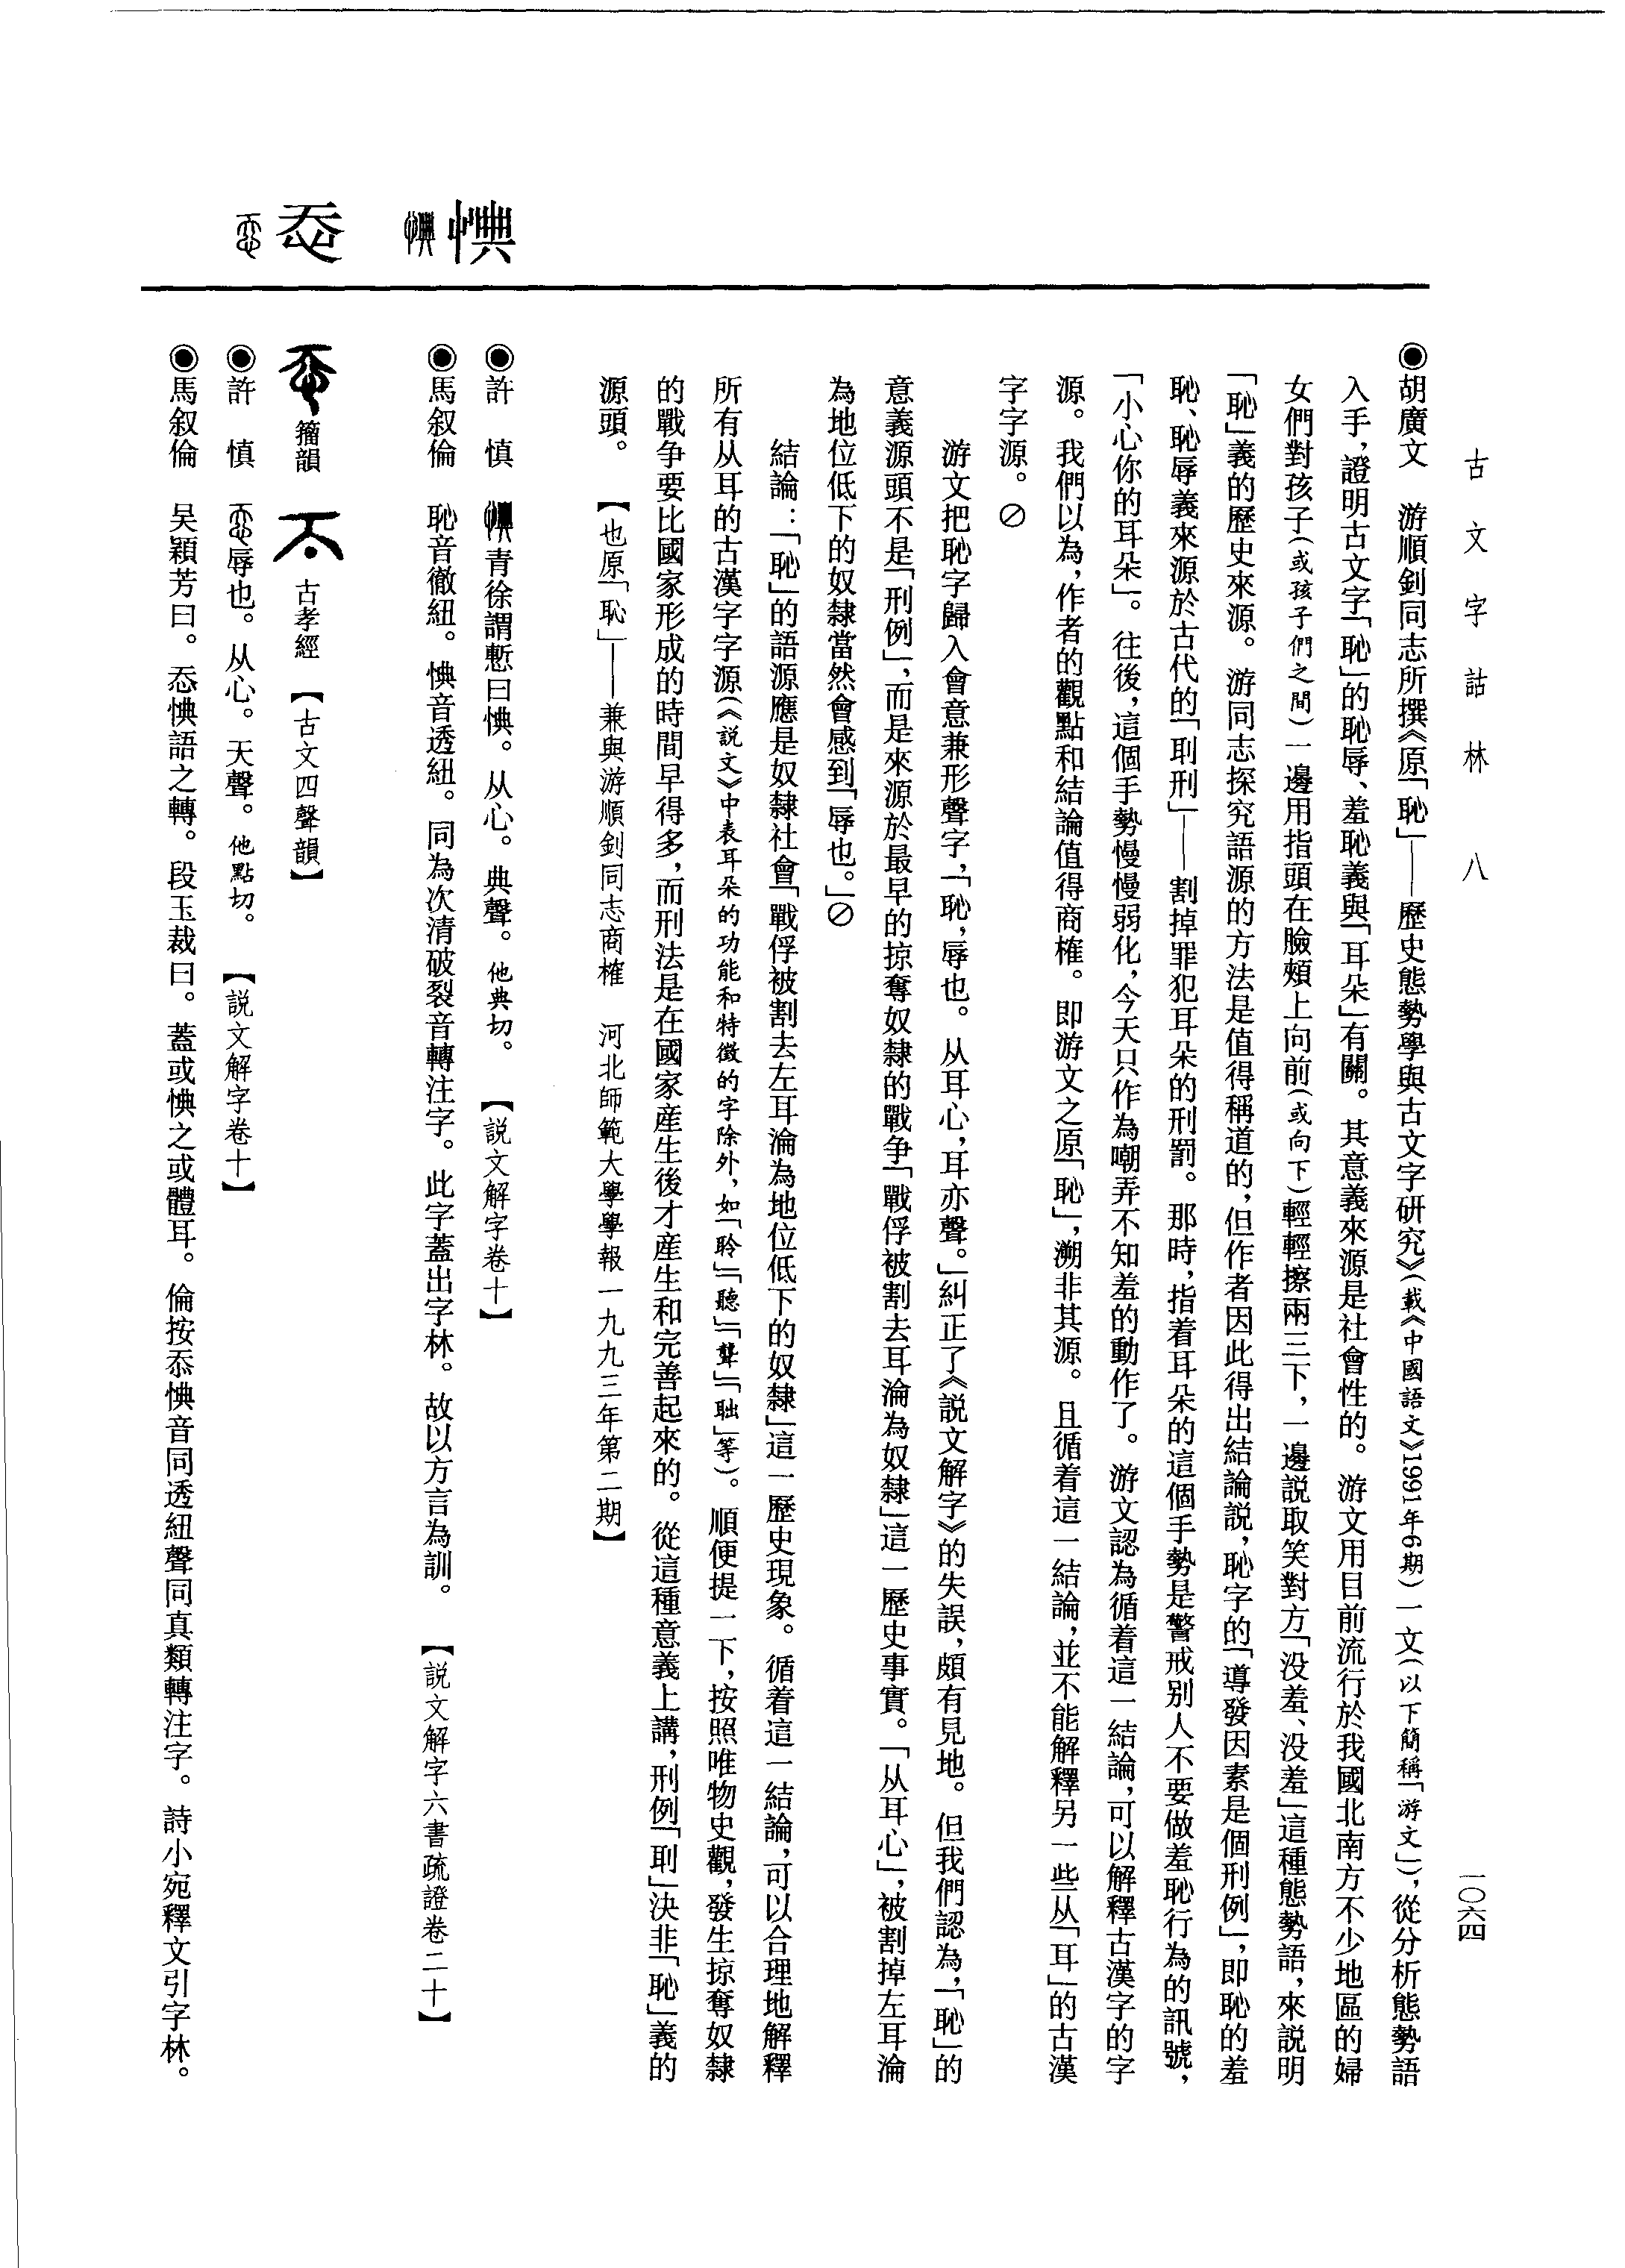 古文字詁林　八
一〇六四
◉胡廣文　游順釗同志所撰《原「恥」——歷史態勢學與古文字研究》(載《中國語文》1991年6期)一文(以下簡稱「游文」)，從分析態勢語
入手，證明古文字「恥」的恥辱、羞恥義與「耳朵」有關。其意義來源是社會性的。游文用目前流行於我國北南方不少地區的婦
女們對孩子(或孩子們之間)一邊用指頭在臉頰上向前(或向下)輕輕擦兩三下，一邊説取笑對方「没羞、没羞」這種態勢語，來説明
「恥」義的歷史來源。游同志探究語源的方法是值得稱道的，但作者因此得出結論説，恥字的「導發因素是個刑例」，即恥的羞
恥、恥辱義來源於古代的「刵刑」——割掉罪犯耳朵的刑罰。那時，指着耳朵的這個手勢是警戒别人不要做羞恥行為的訊號，
「小心你的耳朵」。往後，這個手勢慢慢弱化，今天只作為嘲弄不知羞的動作了。游文認為循着這一結論，可以解釋古漢字的字
源。我們以為，作者的觀點和結論值得商榷。即游文之原「恥」，溯非其源。且循着這一結論，並不能解釋另一些从「耳」的古漢
字字源。⊘
游文把恥字歸入會意兼形聲字，「恥，辱也。从耳心，耳亦聲。」糾正了《説文解字》的失誤，頗有見地。但我們認為，「恥」的
意義源頭不是「刑例」，而是來源於最早的掠奪奴隸的戰争「戰俘被割去耳淪為奴隸」這一歷史事實。「从耳心」，被割掉左耳淪
為地位低下的奴隸當然會感到「辱也。」⊘
結論：「恥」的語源應是奴隸社會「戰俘被割去左耳淪為地位低下的奴隸」這一歷史現象。循着這一結論，可以合理地解釋
所有从耳的古漢字字源(《説文》中表耳朵的功能和特徵的字除外，如「聆」「聽」「聾」「聉」等)。順便提一下，按照唯物史觀，發生掠奪奴隸
的戰争要比國家形成的時間早得多，而刑法是在國家産生後才産生和完善起來的。從這種意義上講，刑例「刵」決非「恥」義的
源頭。【也原「恥」——兼與游順釗同志商榷　河北師範大學學報一九九三年第二期】
惧
◉許　慎　青徐謂慙曰惧。从心。典聲。他典切。【説文解字卷十】
◉馬叙倫　恥音徹紐。惧音透紐。同為次清破裂音轉注字。此字蓋出字林。故以方言為訓。【説文解字六書疏證卷二十】
忝
籀韻　古孝經【古文四聲韻】
◉許　慎　辱也。从心。天聲。他點切。【説文解字卷十】
◉馬叙倫　吴穎芳曰。忝惧語之轉。段玉裁曰。蓋或惧之或體耳。倫按忝惧音同透紐聲同真類轉注字。詩小宛釋文引字林。